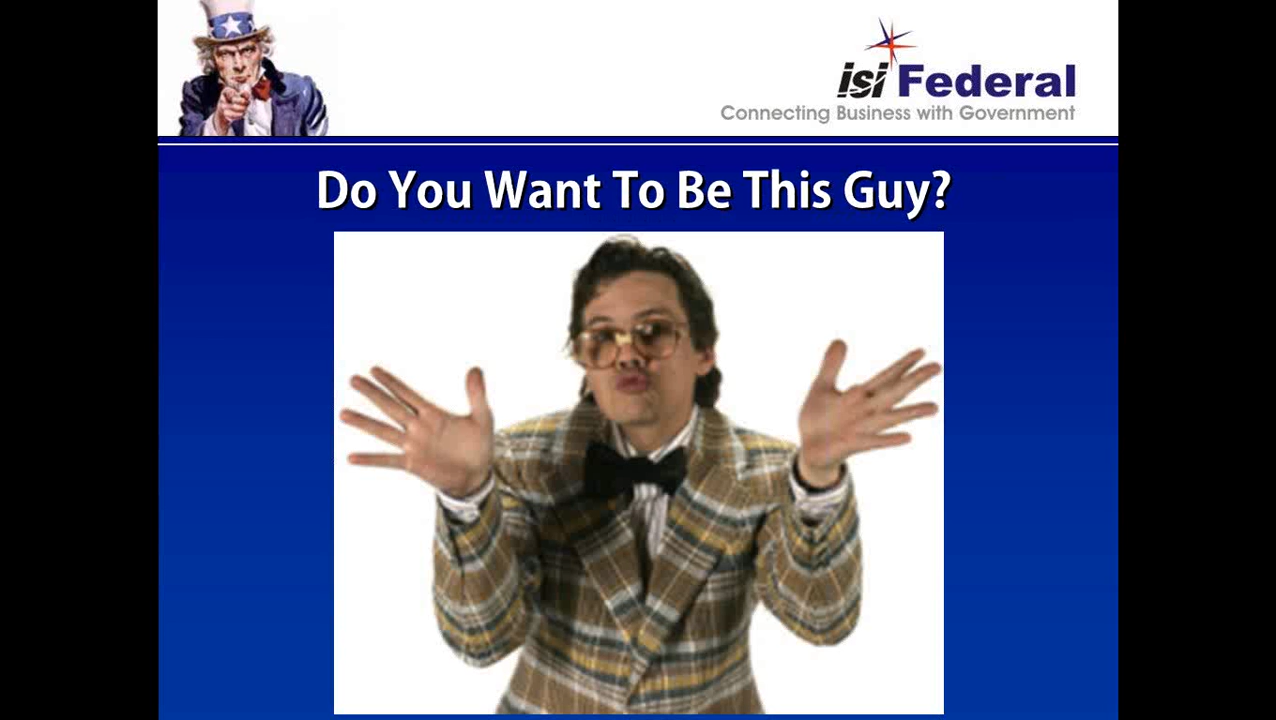 isi Federal
Connecting Business with Government
Do You Want To Be This Guy?